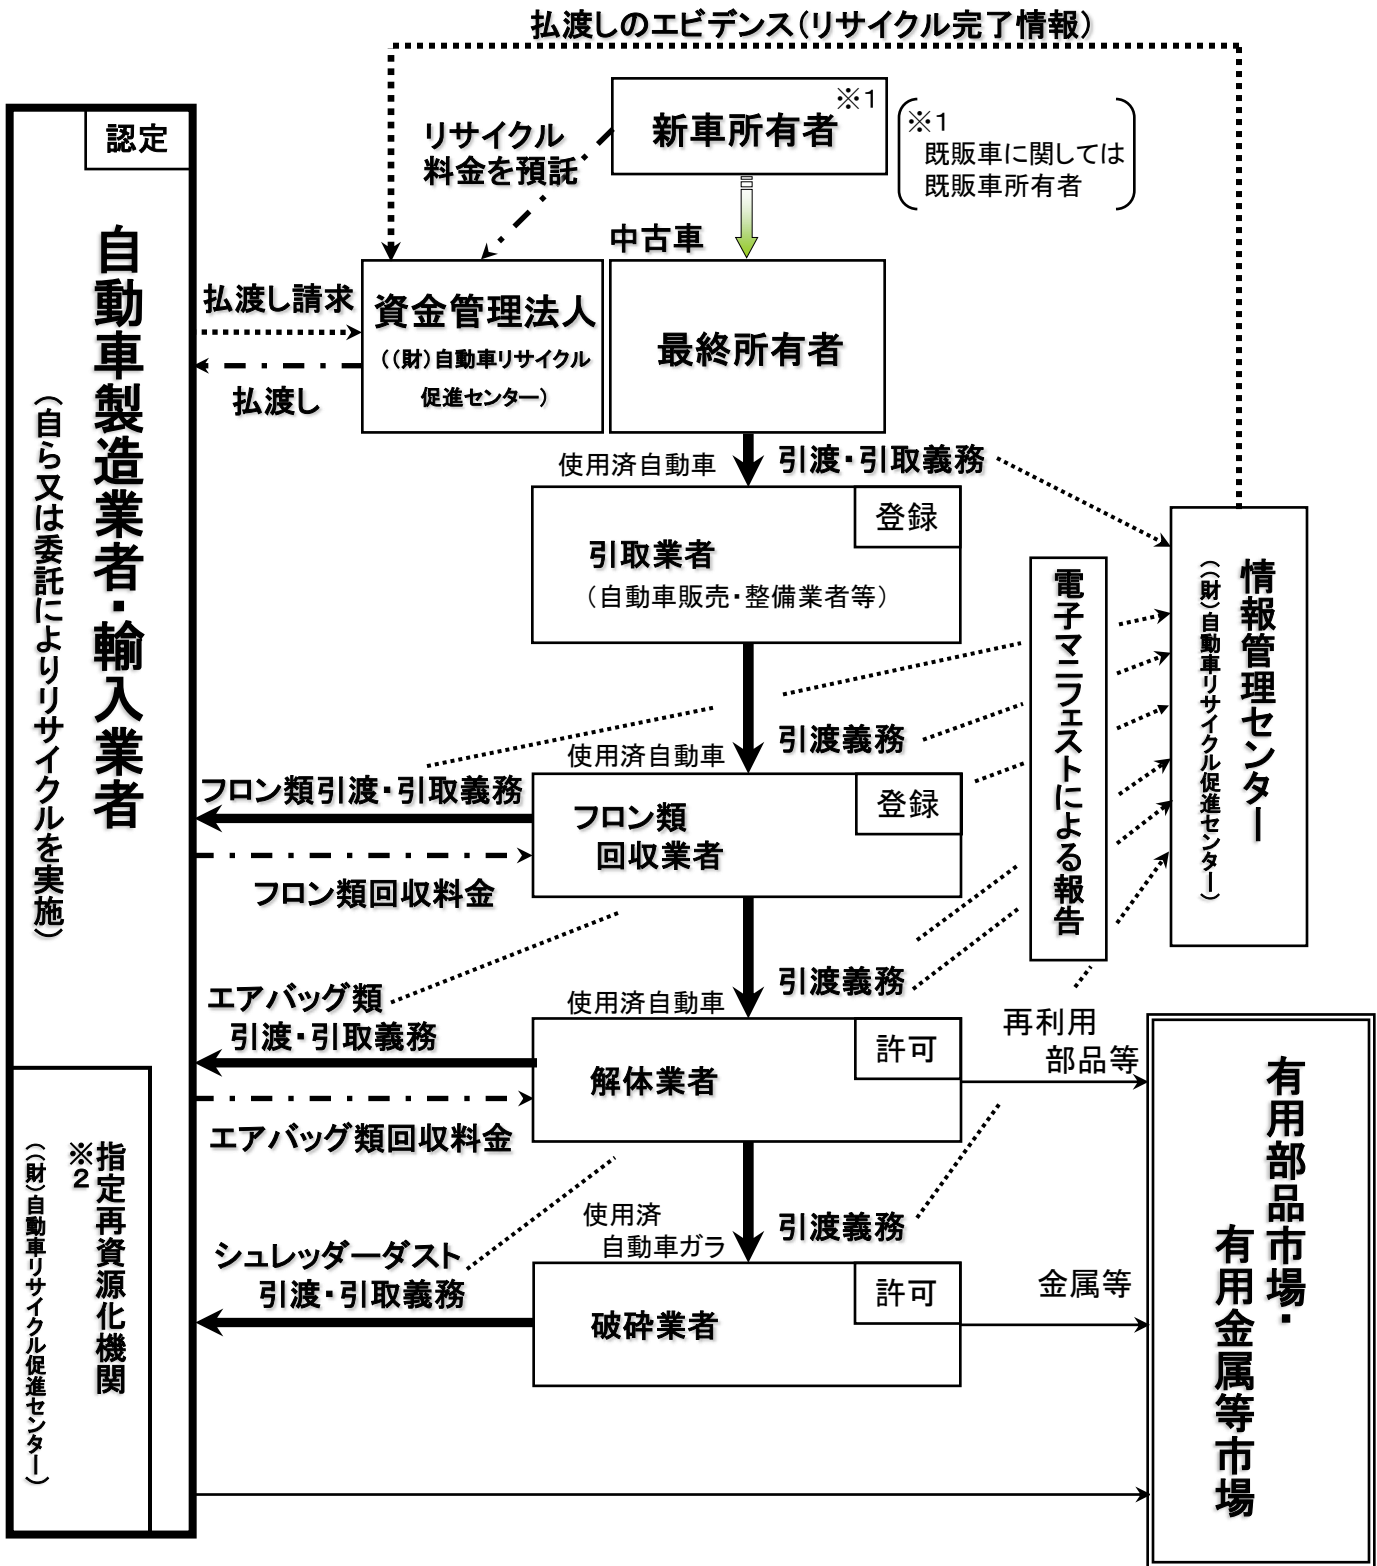 払渡しのエビデンス（リサイクル完了情報）
新車所有者
※１
※１
既販車に関しては
既販車所有者
リサイクル
料金を預託
認定
自動車製造業者・輸入業者
（自ら又は委託によりリサイクルを実施）
中古車
払渡し請求
払渡し
資金管理法人
（（財）自動車リサイクル
促進センター）
最終所有者
使用済自動車
引渡・引取義務
登録
引取業者
（自動車販売・整備業者等）
電子マニフェストによる報告
情報管理センター
（（財）自動車リサイクル促進センター）
使用済自動車
引渡義務
フロン類引渡・引取義務
フロン類回収料金
登録
フロン類
回収業者
エアバッグ類
引渡・引取義務
エアバッグ類回収料金
使用済自動車
引渡義務
許可
解体業者
再利用
部品等
指定再資源化機関
※２
（（財）自動車リサイクル促進センター）
使用済
自動車ガラ
引渡義務
シュレッダーダスト
引渡・引取義務
許可
破砕業者
金属等
有用部品市場・
有用金属等市場